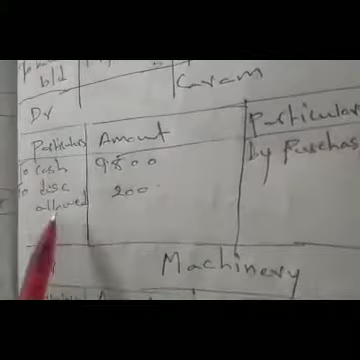 bld
Caram
Dr
Particulars Amount Particular
To cash 9800 By Purchas
To disc 200
allowed
Machinery